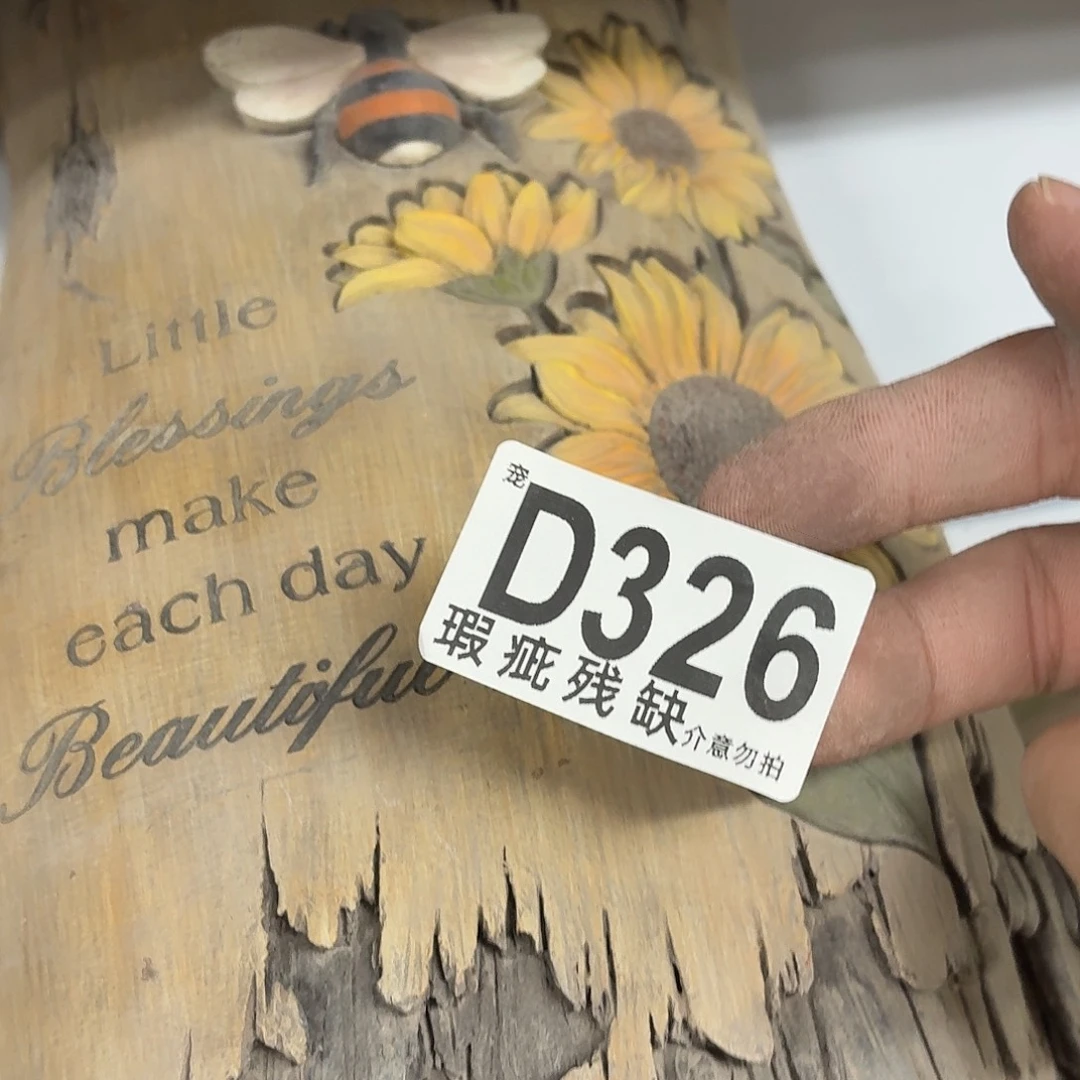 Little
Blessings
make
each day
Beautiful
宠
D326
瑕疵残缺介意勿拍